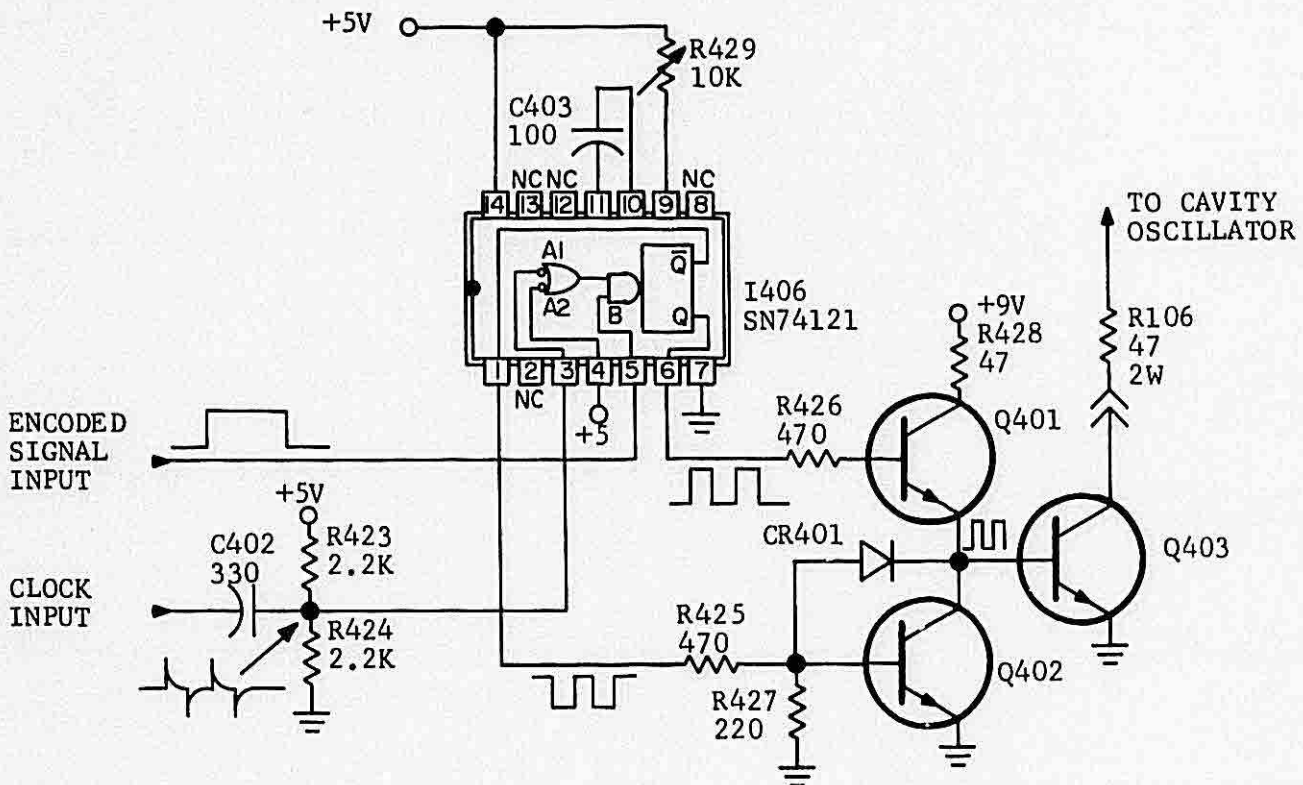 +5V
R429
10K
C403
100
NC NC NC
14 13 12 11 10 9 8
A1
A2
B
Q
Q
I406
SN74121
1 2 3 4 5 6 7
NC
+5
TO CAVITY
OSCILLATOR
+9V
R428
47
R106
47
2W
ENCODED
SIGNAL
INPUT
R426
470
Q401
+5V
C402
330
R423
2.2K
CR401
Q403
CLOCK
INPUT
R424
2.2K
R425
470
R427
220
Q402